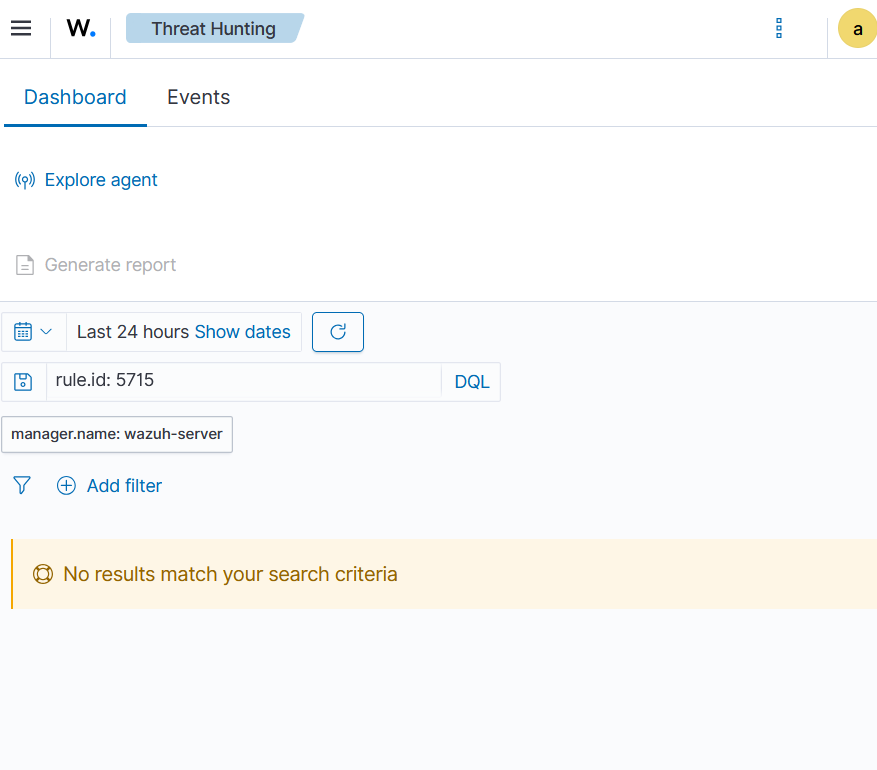 W. Threat Hunting a
Dashboard Events
Explore agent
Generate report
Last 24 hours Show dates
rule.id: 5715 DQL
manager.name: wazuh-server
Add filter
No results match your search criteria